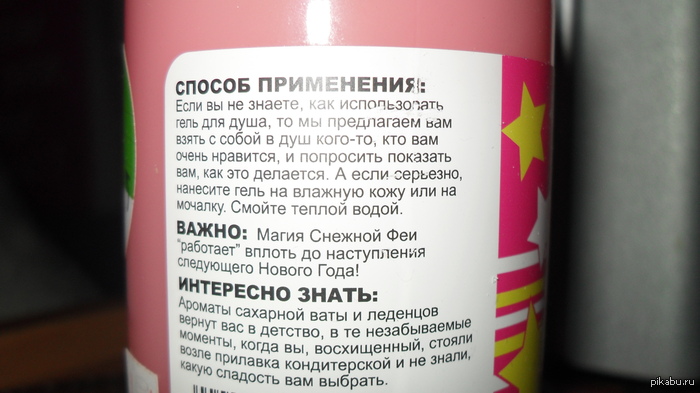 СПОСОБ ПРИМЕНЕНИЯ:
Если вы не знаете, как использовать
гель для душа, то мы предлагаем вам
взять с собой в душ кого-то, кто вам
очень нравится, и попросить показать
вам, как это делается. А если серьезно,
нанесите гель на влажную кожу или на
мочалку. Смойте теплой водой.
ВАЖНО: Магия Снежной Феи
"работает" вплоть до наступления
следующего Нового Года!
ИНТЕРЕСНО ЗНАТЬ:
Ароматы сахарной ваты и леденцов
вернут вас в детство, в те незабываемые
моменты, когда вы, восхищенный, стояли
возле прилавка кондитерской и не знали,
какую сладость вам выбрать.
pikabu.ru